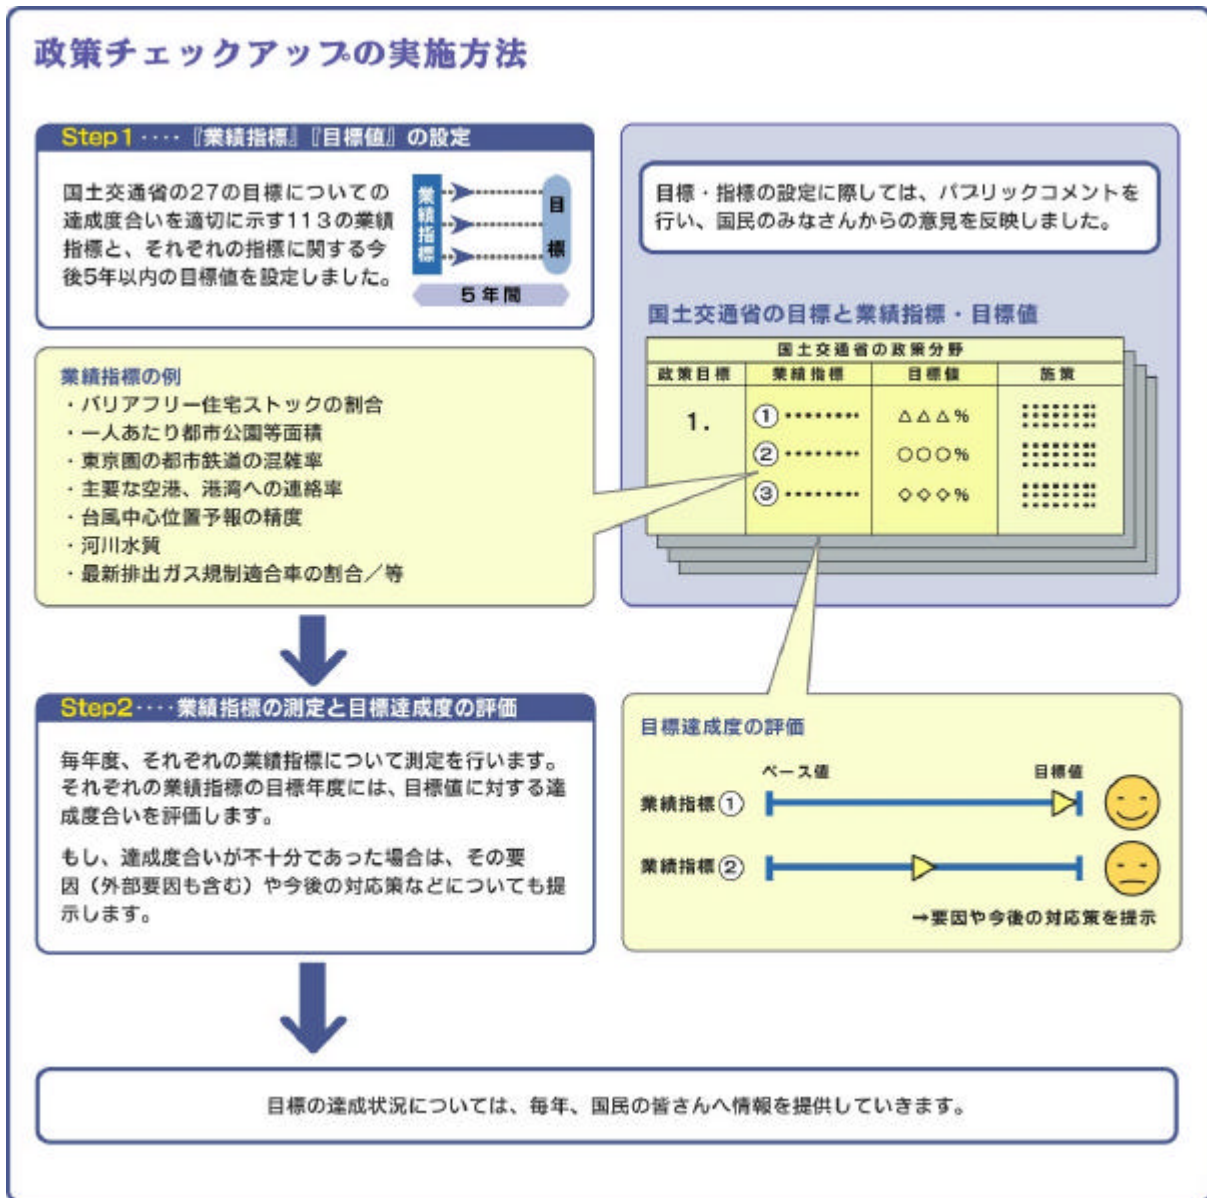 政策チェックアップの実施方法
Step1････『業績指標』『目標値』の設定
国土交通省の27の目標についての
達成度合いを適切に示す113の業績
指標と、それぞれの指標に関する今
後5年以内の目標値を設定しました。
業績指標
目標
5年間
業績指標の例
・バリアフリー住宅ストックの割合
・一人あたり都市公園等面積
・東京圏の都市鉄道の混雑率
・主要な空港、港湾への連絡率
・台風中心位置予報の精度
・河川水質
・最新排出ガス規制適合車の割合／等
目標・指標の設定に際しては、パブリックコメントを
行い、国民のみなさんからの意見を反映しました。
国土交通省の目標と業績指標・目標値
国土交通省の政策分野
政策目標 業績指標 目標値 施策
1. ①･････････ △△△%
②･････････ ○○○%
③･････････ ◇◇◇%
Step2････業績指標の測定と目標達成度の評価
毎年度、それぞれの業績指標について測定を行います。
それぞれの業績指標の目標年度には、目標値に対する達
成度合いを評価します。
もし、達成度合いが不十分であった場合は、その要
因（外部要因も含む）や今後の対応策などについても提
示します。
目標達成度の評価
ベース値 目標値
業績指標①
業績指標②
→要因や今後の対応策を提示
目標の達成状況については、毎年、国民の皆さんへ情報を提供していきます。